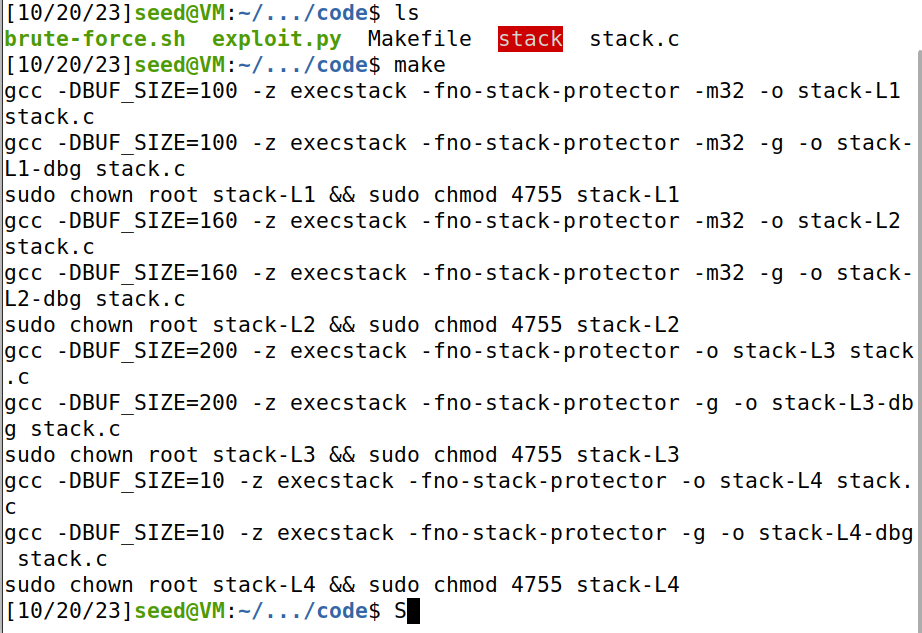 [10/20/23]seed@VM:~/.../code$ ls
brute-force.sh  exploit.py  Makefile  stack  stack.c
[10/20/23]seed@VM:~/.../code$ make
gcc -DBUF_SIZE=100 -z execstack -fno-stack-protector -m32 -o stack-L1
stack.c
gcc -DBUF_SIZE=100 -z execstack -fno-stack-protector -m32 -g -o stack-
L1-dbg stack.c
sudo chown root stack-L1 && sudo chmod 4755 stack-L1
gcc -DBUF_SIZE=160 -z execstack -fno-stack-protector -m32 -o stack-L2
stack.c
gcc -DBUF_SIZE=160 -z execstack -fno-stack-protector -m32 -g -o stack-
L2-dbg stack.c
sudo chown root stack-L2 && sudo chmod 4755 stack-L2
gcc -DBUF_SIZE=200 -z execstack -fno-stack-protector -o stack-L3 stack
.c
gcc -DBUF_SIZE=200 -z execstack -fno-stack-protector -g -o stack-L3-db
g stack.c
sudo chown root stack-L3 && sudo chmod 4755 stack-L3
gcc -DBUF_SIZE=10 -z execstack -fno-stack-protector -o stack-L4 stack.
c
gcc -DBUF_SIZE=10 -z execstack -fno-stack-protector -g -o stack-L4-dbg
 stack.c
sudo chown root stack-L4 && sudo chmod 4755 stack-L4
[10/20/23]seed@VM:~/.../code$ S